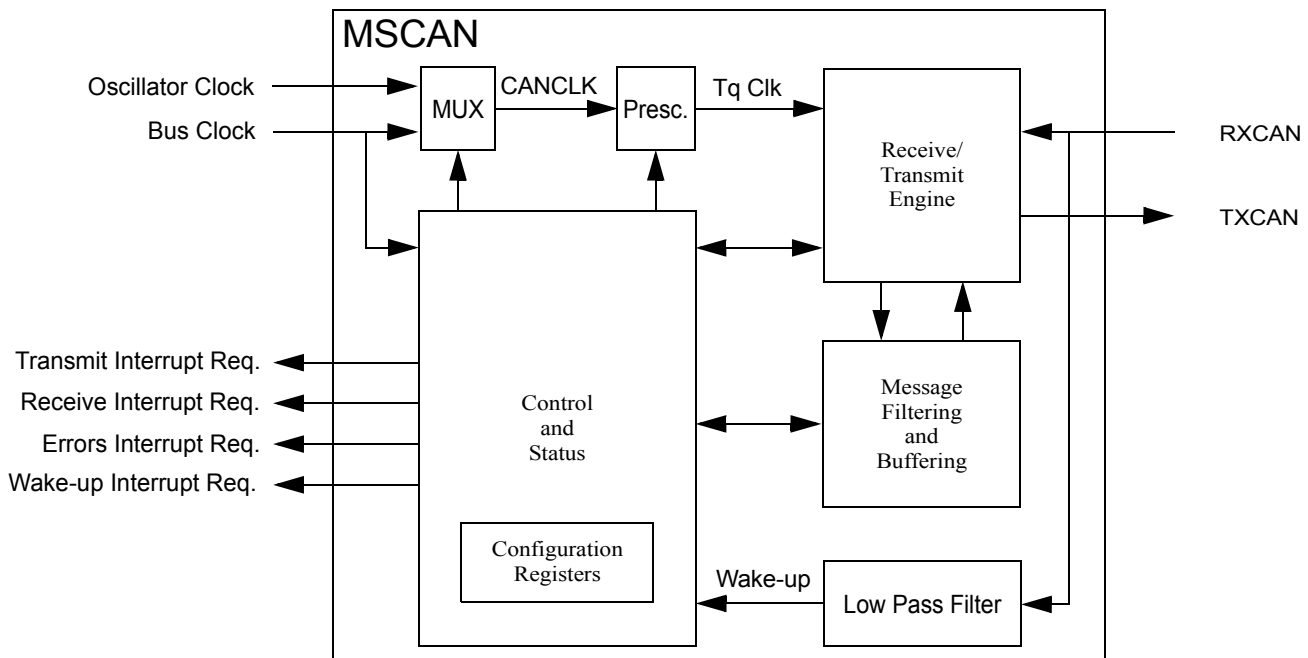 MSCAN
Oscillator Clock
Bus Clock
MUX
CANCLK
Presc.
Tq Clk
Receive/
Transmit
Engine
RXCAN
TXCAN
Transmit Interrupt Req.
Receive Interrupt Req.
Errors Interrupt Req.
Wake-up Interrupt Req.
Control
and
Status
Message
Filtering
and
Buffering
Configuration
Registers
Wake-up
Low Pass Filter